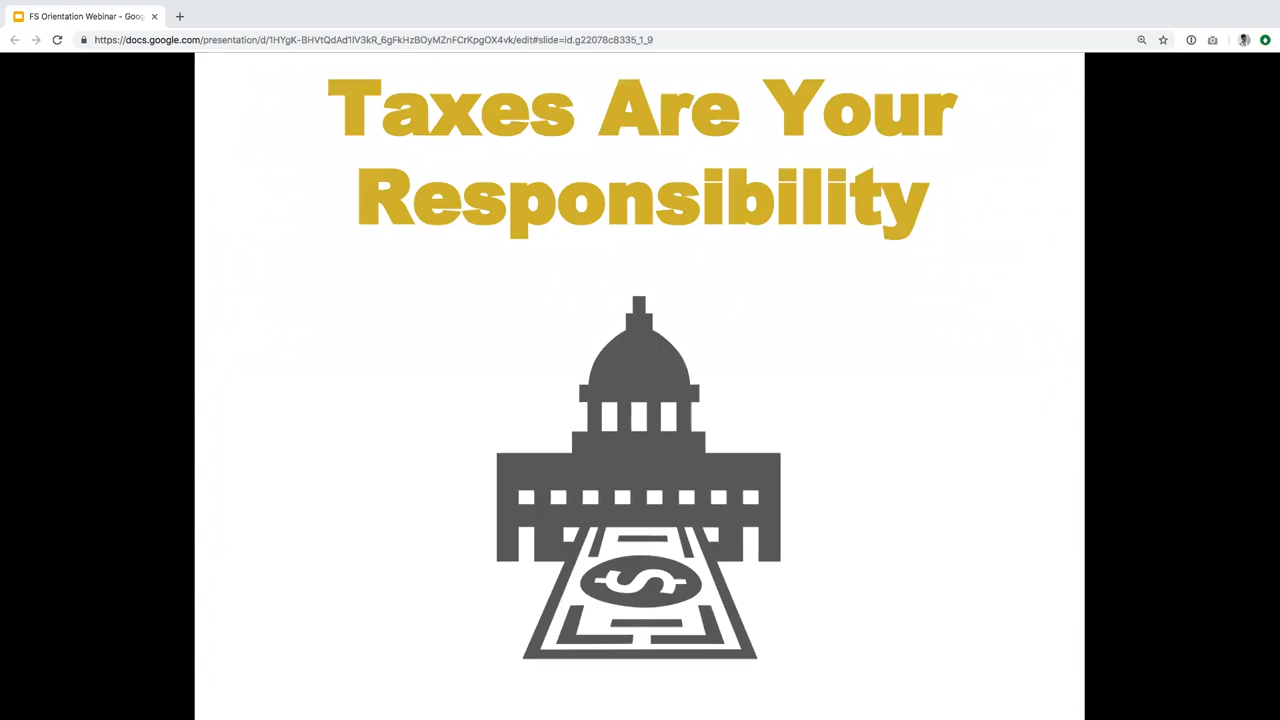 FS Orientation Webinar - Goog
https://docs.google.com/presentation/d/1HYgK-BHVtQdAd1lV3kR_6gFkHzBOyMZnFCrKpgOX4vk/edit#slide=id.g22078c8335_1_9
Taxes Are Your
Responsibility
$